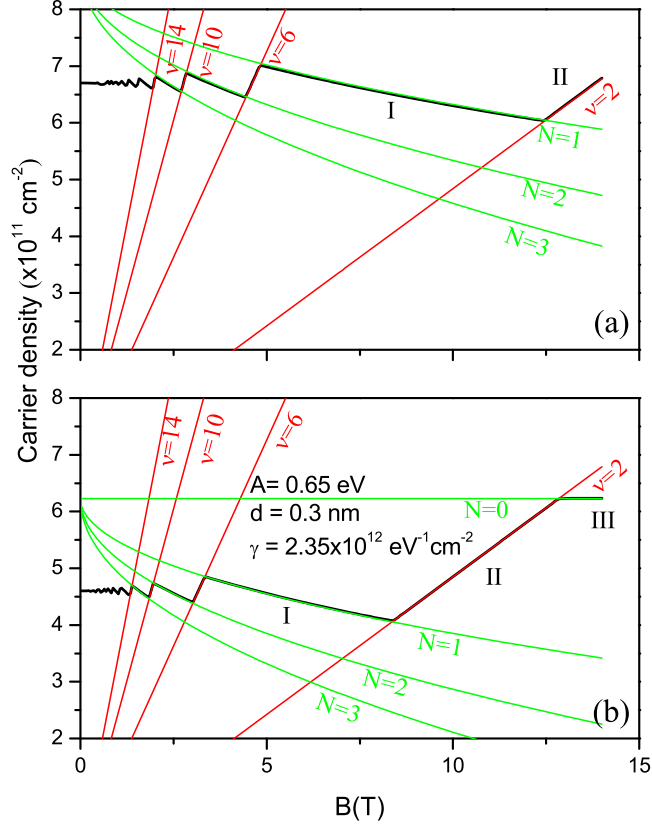 Carrier density (x10¹¹ cm⁻²)
8
7
6
5
4
3
2
ν=14
ν=10
ν=6
II
ν=2
I
N=1
N=2
N=3
(a)
8
7
6
5
4
3
2
ν=14
ν=10
ν=6
ν=2
A= 0.65 eV
d = 0.3 nm
γ = 2.35x10¹² eV⁻¹cm⁻²
N=0
III
II
I
N=1
N=2
N=3
(b)
0
5
10
15
B(T)